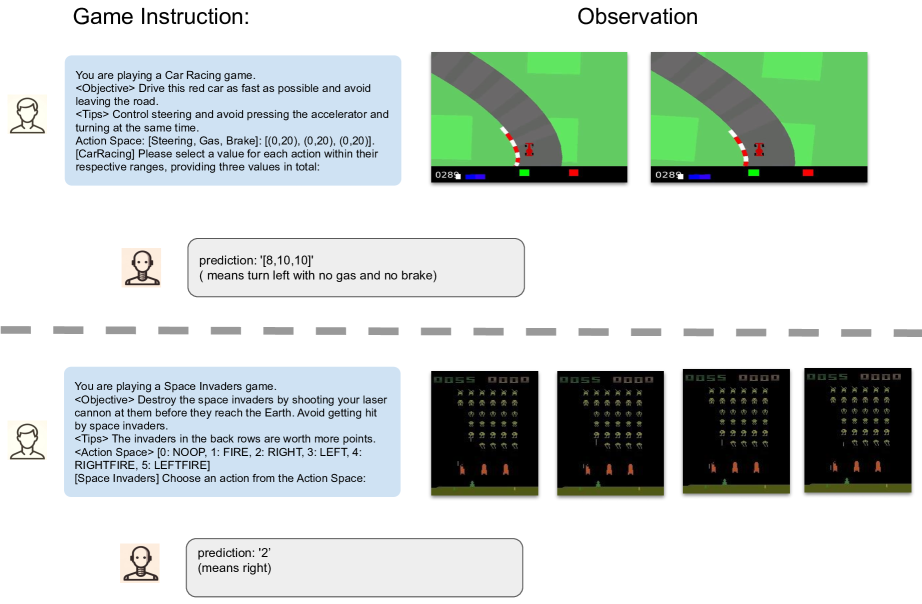 Game Instruction:
Observation
You are playing a Car Racing game.
<Objective> Drive this red car as fast as possible and avoid
leaving the road.
<Tips> Control steering and avoid pressing the accelerator and
turning at the same time.
Action Space: [Steering, Gas, Brake]: [(0,20), (0,20), (0,20)].
[CarRacing] Please select a value for each action within their
respective ranges, providing three values in total:
0289
0289
prediction: '[8,10,10]'
( means turn left with no gas and no brake)
You are playing a Space Invaders game.
<Objective> Destroy the space invaders by shooting your laser
cannon at them before they reach the Earth. Avoid getting hit
by space invaders.
<Tips> The invaders in the back rows are worth more points.
<Action Space> [0: NOOP, 1: FIRE, 2: RIGHT, 3: LEFT, 4:
RIGHTFIRE, 5: LEFTFIRE]
[Space Invaders] Choose an action from the Action Space:
0055 0000
0055 0000
0055 0000
0055 0000
prediction: '2'
(means right)